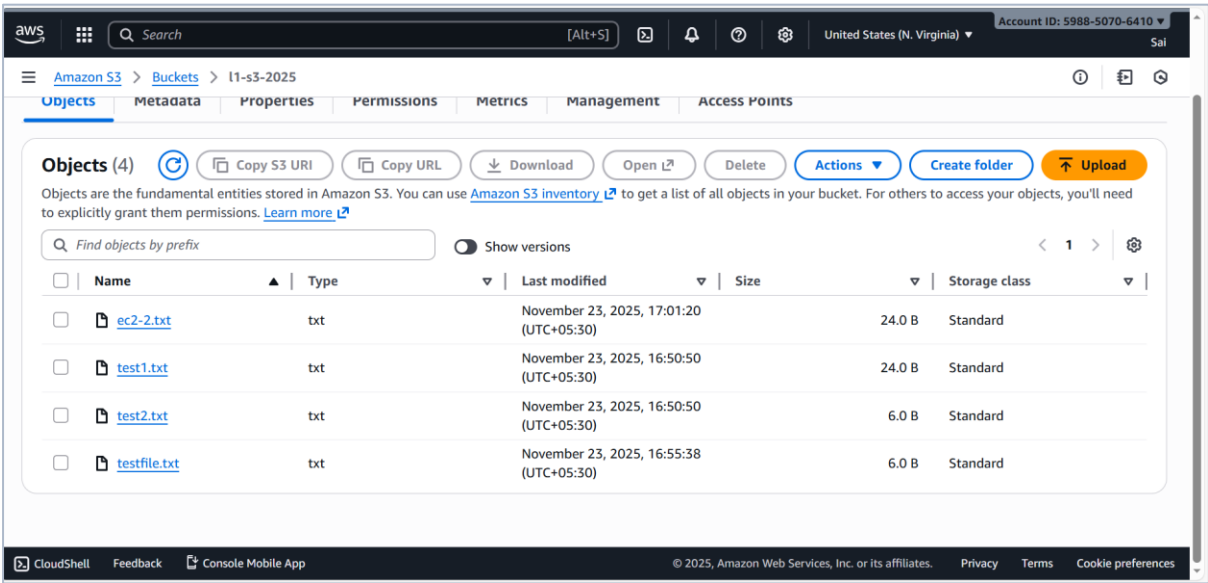 aws
Search
[Alt+S]
United States (N. Virginia) ▼
Account ID: 5988-5070-6410 ▼
Sai
Amazon S3 > Buckets > l1-s3-2025
Objects
Metadata
Properties
Permissions
Metrics
Management
Access Points
Objects (4)
Copy S3 URI
Copy URL
Download
Open
Delete
Actions ▼
Create folder
Upload
Objects are the fundamental entities stored in Amazon S3. You can use Amazon S3 inventory to get a list of all objects in your bucket. For others to access your objects, you'll need
to explicitly grant them permissions. Learn more
Find objects by prefix
Show versions
< 1 >
Name
Type
Last modified
Size
Storage class
ec2-2.txt txt November 23, 2025, 17:01:20 (UTC+05:30) 24.0 B Standard
test1.txt txt November 23, 2025, 16:50:50 (UTC+05:30) 24.0 B Standard
test2.txt txt November 23, 2025, 16:50:50 (UTC+05:30) 6.0 B Standard
testfile.txt txt November 23, 2025, 16:55:38 (UTC+05:30) 6.0 B Standard
CloudShell
Feedback
Console Mobile App
© 2025, Amazon Web Services, Inc. or its affiliates.
Privacy
Terms
Cookie preferences